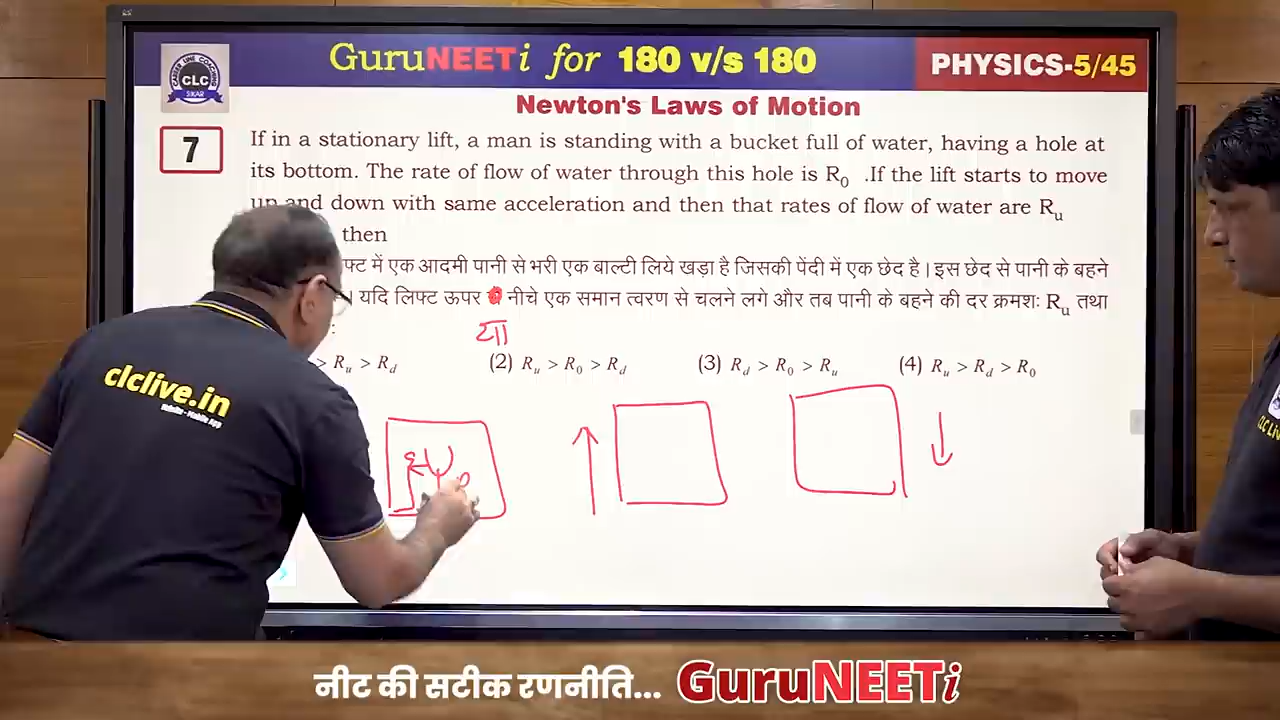 GuruNEETi for 180 v/s 180
PHYSICS-5/45
CAREER LINE COACHING
CLC
SIKAR
Newton's Laws of Motion
7
If in a stationary lift, a man is standing with a bucket full of water, having a hole at
its bottom. The rate of flow of water through this hole is R0 .If the lift starts to move
up and down with same acceleration and then that rates of flow of water are Ru
then
फ्ट में एक आदमी पानी से भरी एक बाल्टी लिये खड़ा है जिसकी पेंदी में एक छेद है। इस छेद से पानी के बहने
। यदि लिफ्ट ऊपर नीचे एक समान त्वरण से चलने लगे और तब पानी के बहने की दर क्रमशः Ru तथा
:
या
> Ru > Rd
(2) Ru > R0 > Rd
(3) Rd > R0 > Ru
(4) Ru > Rd > R0
clclive.in
नीट की सटीक रणनीति... GuruNEETi